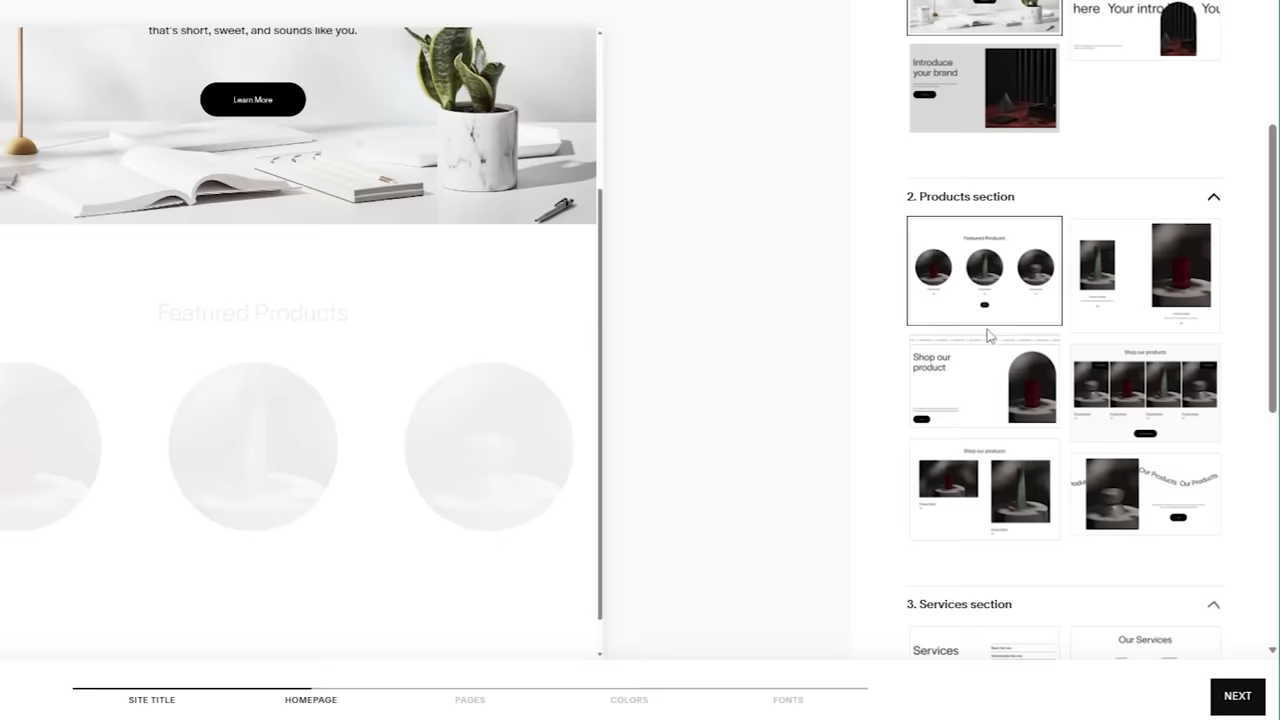 that's short, sweet, and sounds like you.
Learn More
Featured Products
here Your intro
Introduce
your brand
2. Products section
Featured Products
Shop our
product
Shop our products
Shop our products
Our Products Our Products
3. Services section
Services
Our Services
SITE TITLE
HOMEPAGE
PAGES
COLORS
FONTS
NEXT